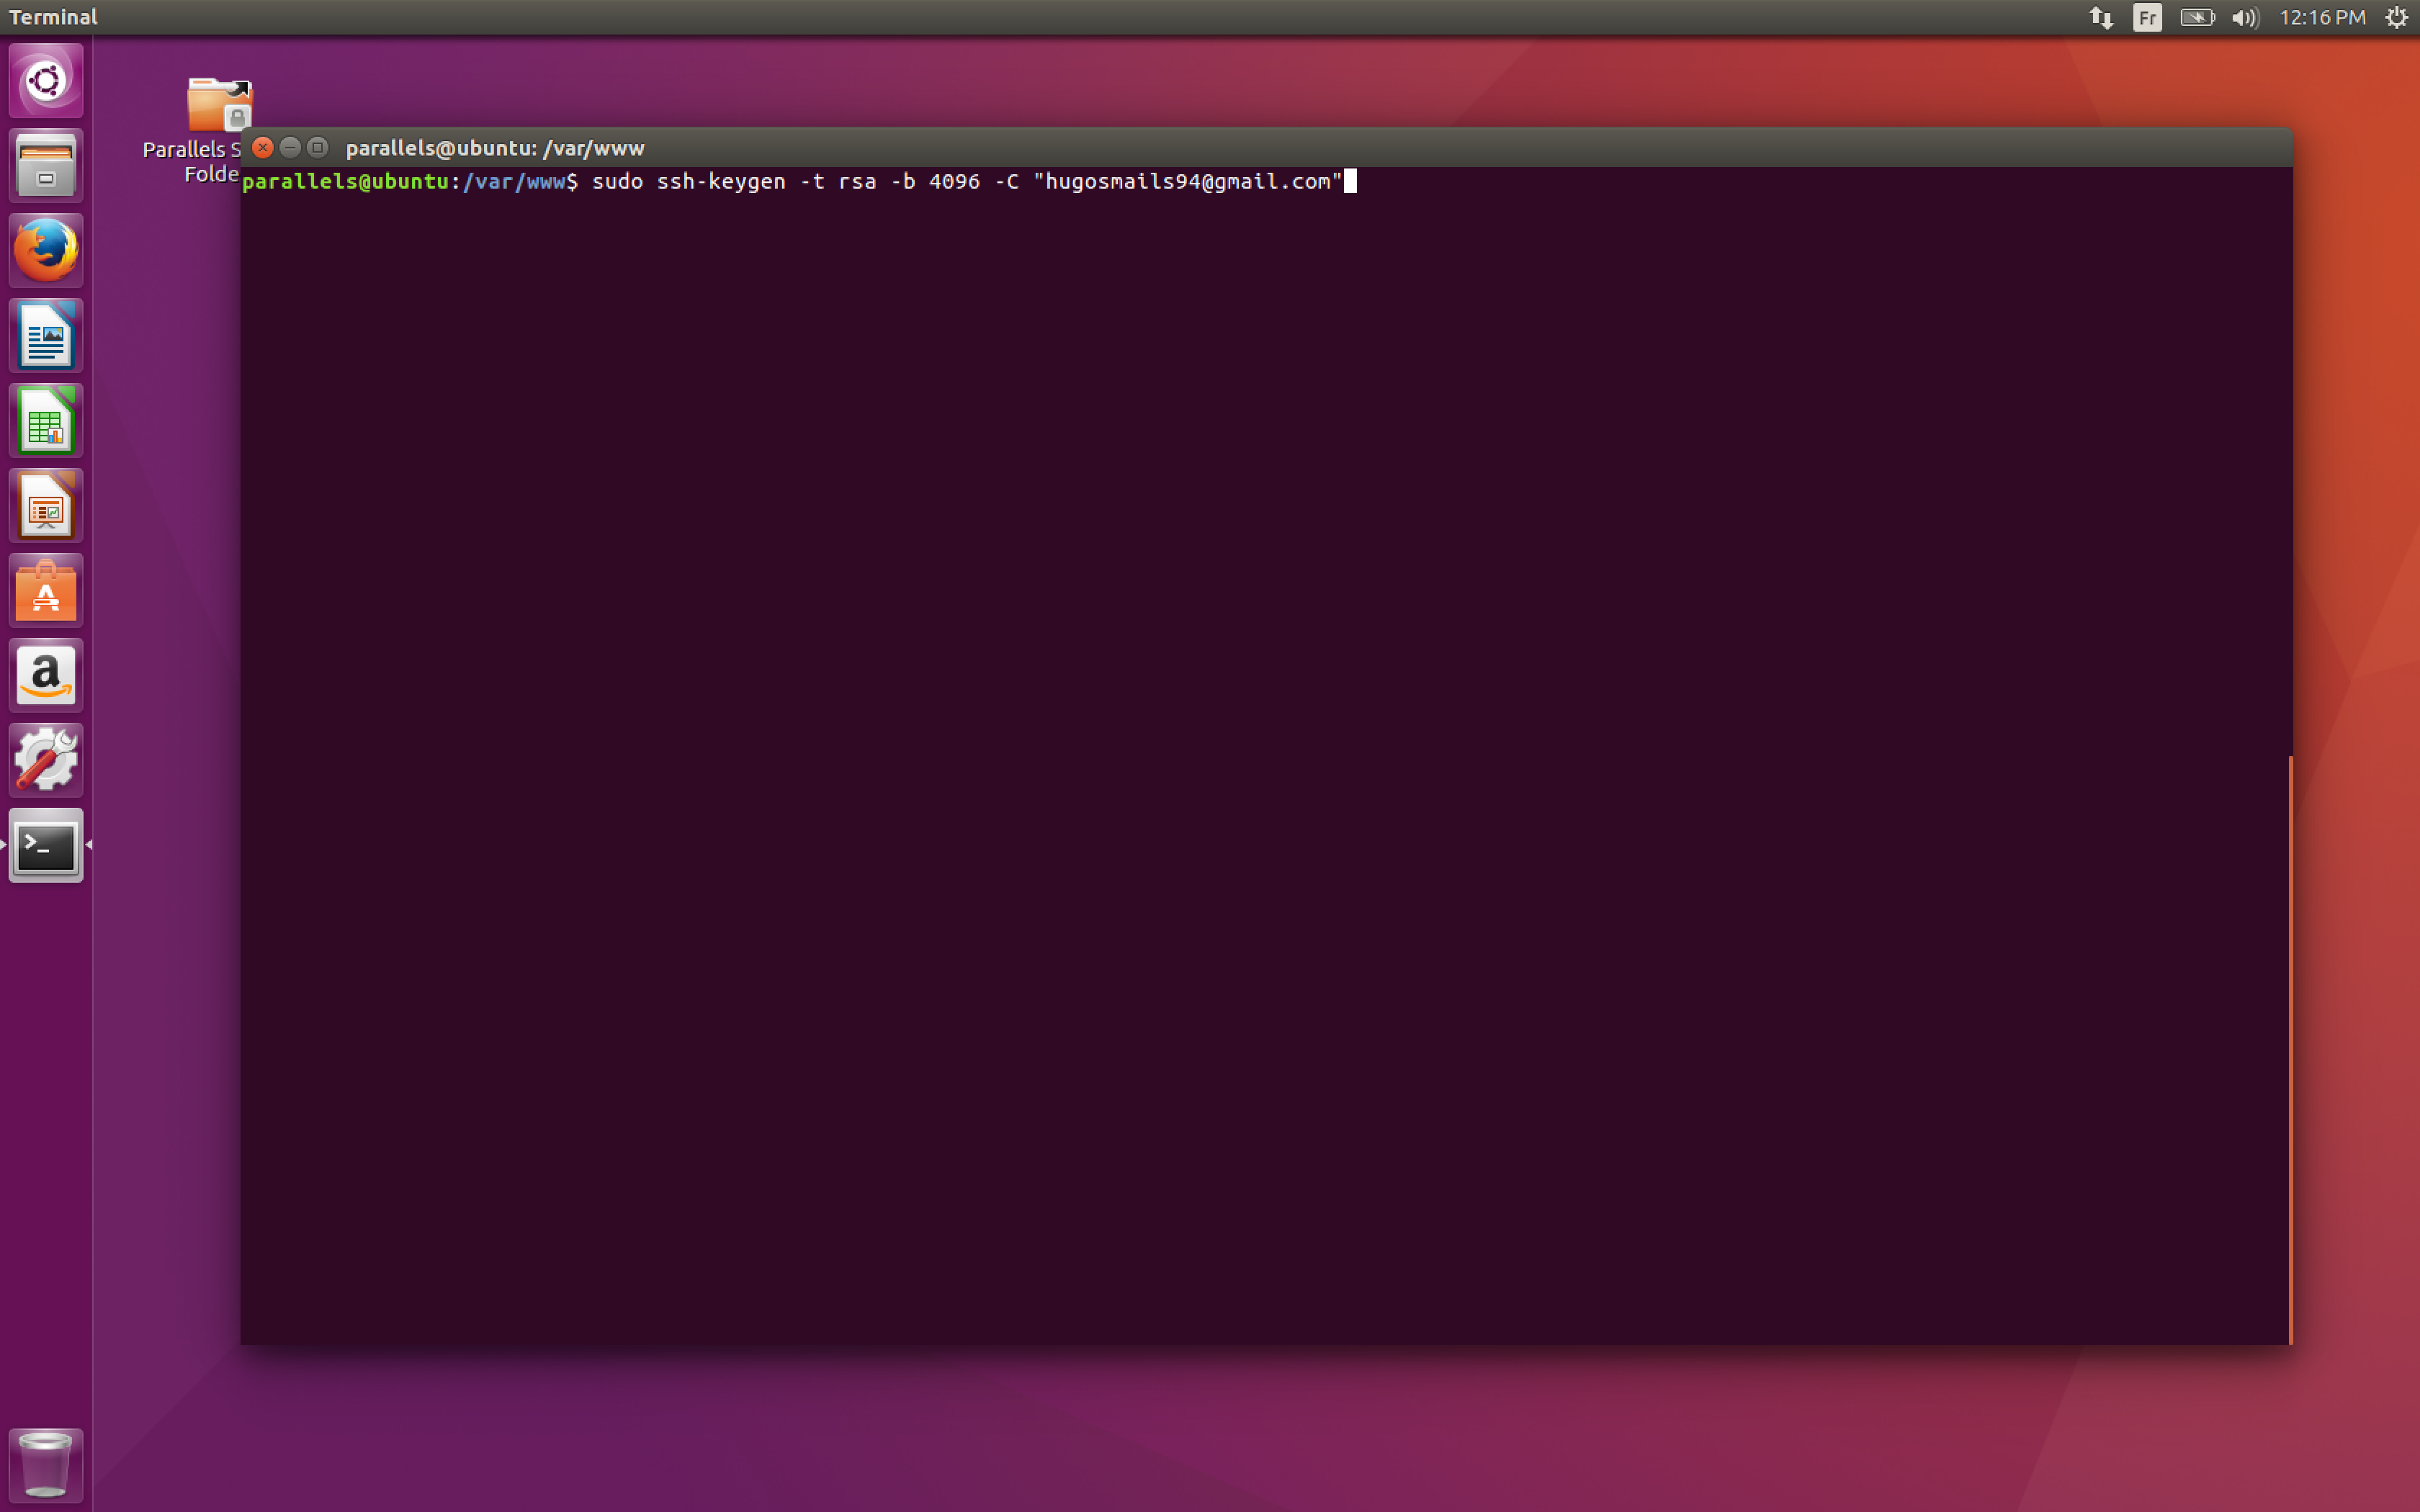 Terminal
Fr
12:16 PM
Parallels S
Folde
parallels@ubuntu: /var/www
parallels@ubuntu:/var/www$ sudo ssh-keygen -t rsa -b 4096 -C "hugosmails94@gmail.com"